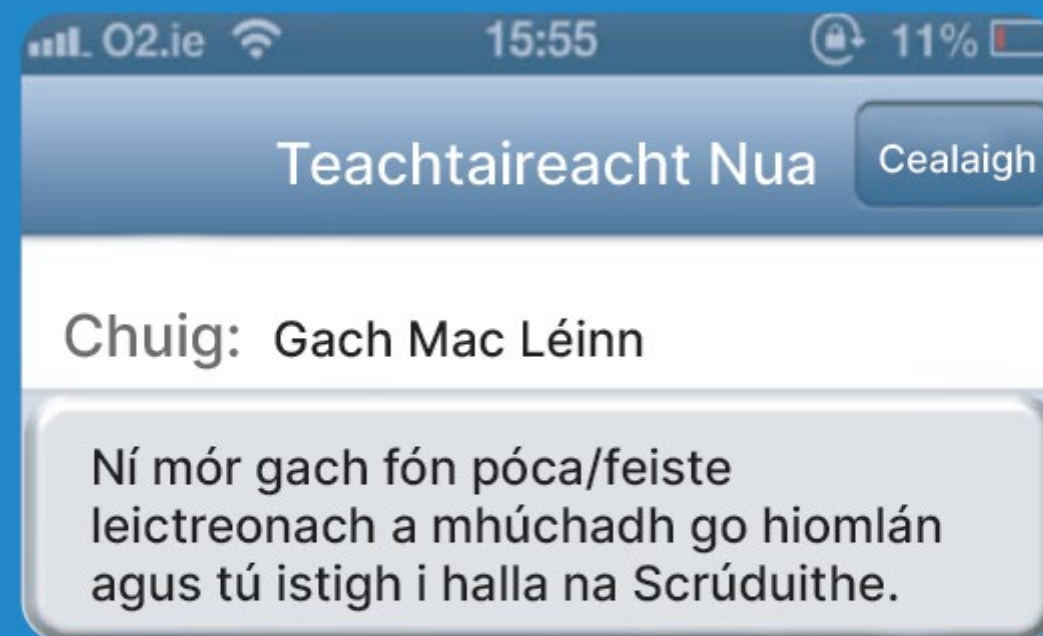 O2.ie 15:55 11%
Teachtaireacht Nua Cealaigh
Chuig: Gach Mac Léinn
Ní mór gach fón póca/feiste
leictreonach a mhúchadh go hiomlán
agus tú istigh i halla na Scrúduithe.